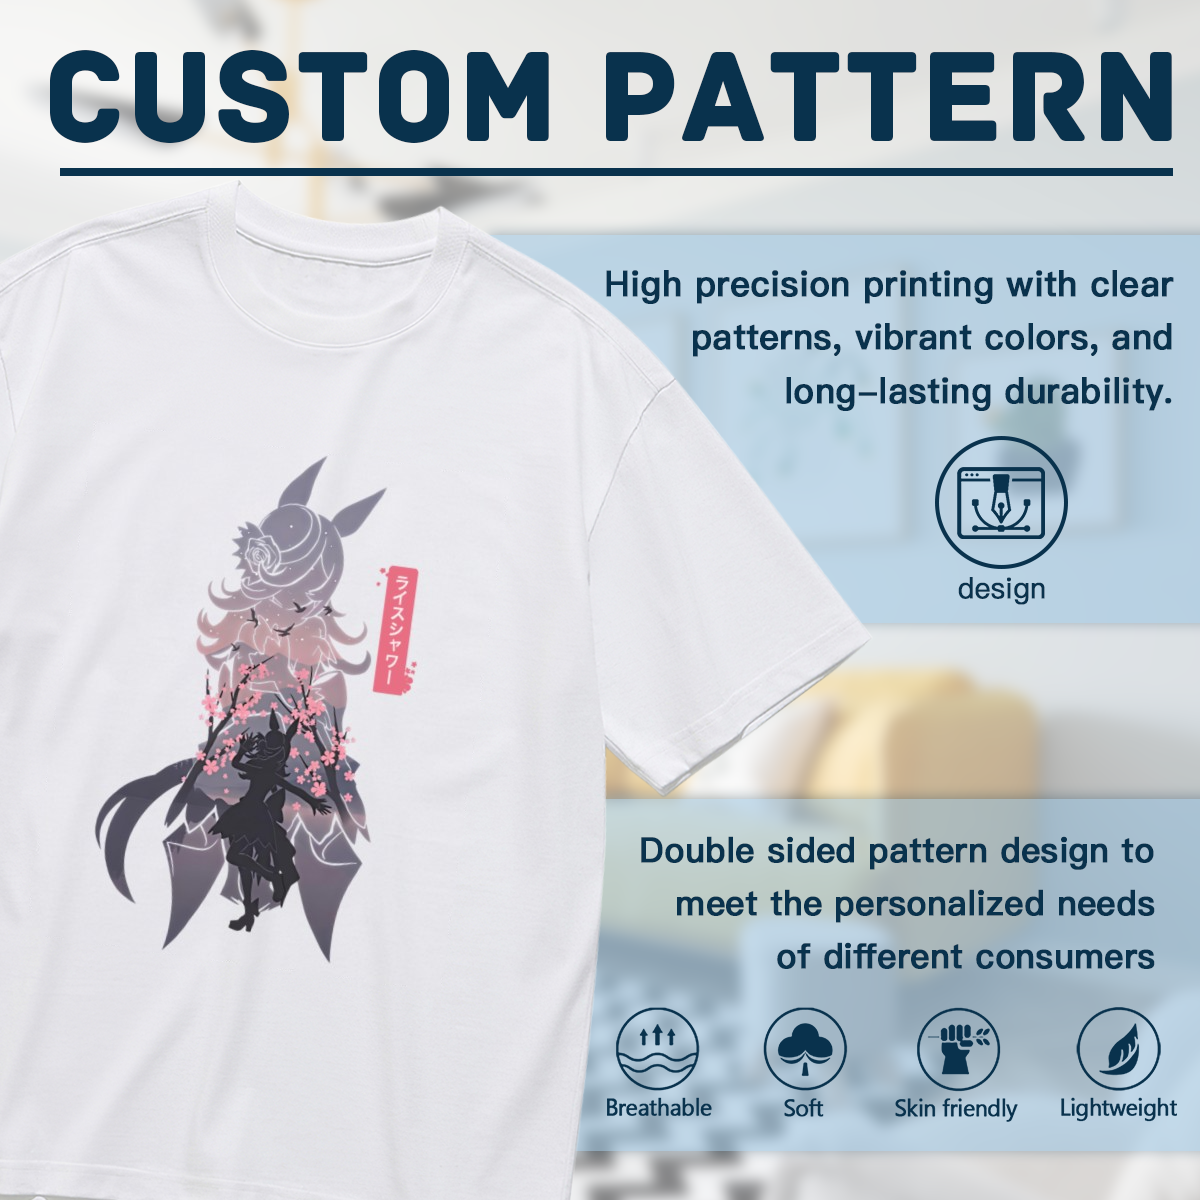 CUSTOM PATTERN
High precision printing with clear
patterns, vibrant colors, and
long-lasting durability.
design
ライスシャワー
Double sided pattern design to
meet the personalized needs
of different consumers
Breathable
Soft
Skin friendly
Lightweight